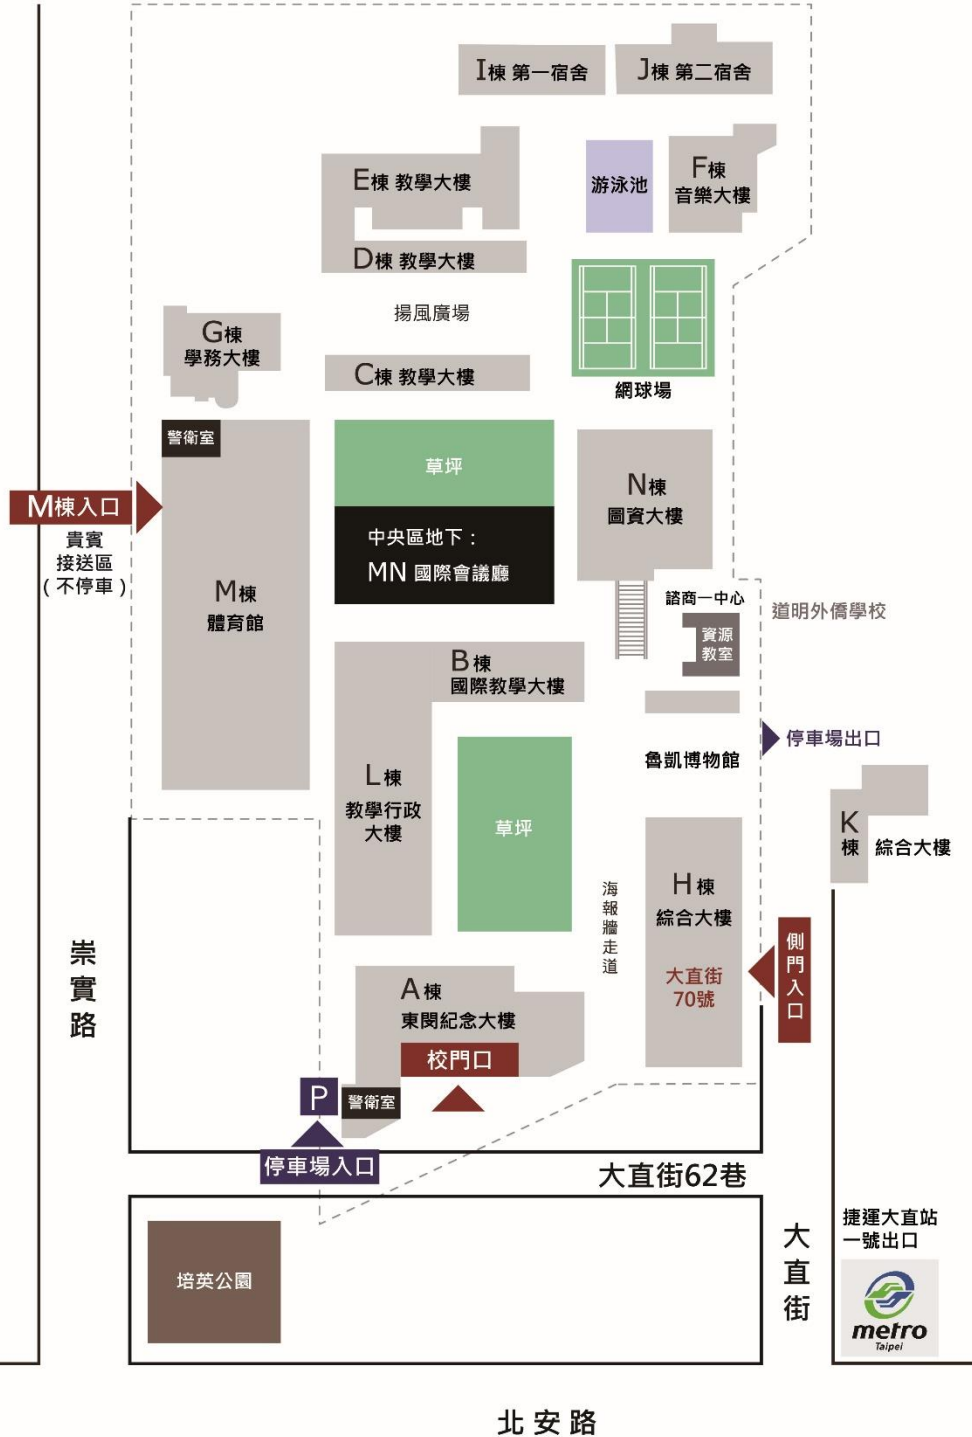 I棟 第一宿舍
J棟 第二宿舍
E棟 教學大樓
游泳池
F棟
音樂大樓
D棟 教學大樓
揚風廣場
G棟
學務大樓
C棟 教學大樓
網球場
警衛室
草坪
M棟入口
貴賓
接送區
(不停車)
N棟
圖資大樓
中央區地下：
MN 國際會議廳
M棟
體育館
諮商一中心
資源
教室
道明外僑學校
B棟
國際教學大樓
停車場出口
魯凱博物館
L棟
教學行政
大樓
草坪
K
棟 綜合大樓
H棟
綜合大樓
大直街
70號
海報牆走道
側門入口
崇實路
A棟
東閔紀念大樓
校門口
P
警衛室
停車場入口
大直街62巷
培英公園
大直街
捷運大直站
一號出口
metro
Taipei
北安路